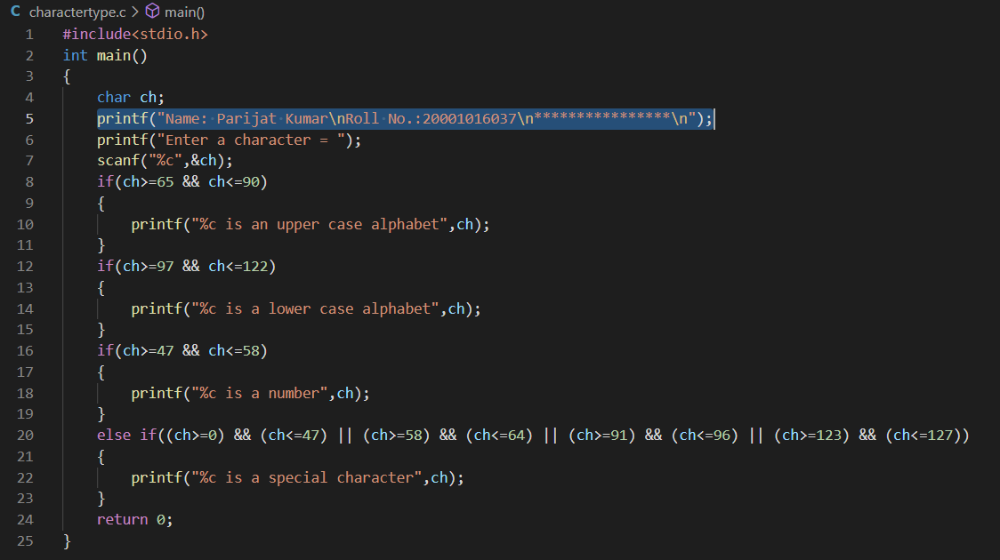 C charactertype.c > main()
1 #include<stdio.h>
2 int main()
3 {
4     char ch;
5     printf("Name: Parijat Kumar\nRoll No.:20001016037\n****************\n");
6     printf("Enter a character = ");
7     scanf("%c",&ch);
8     if(ch>=65 && ch<=90)
9     {
10         printf("%c is an upper case alphabet",ch);
11     }
12     if(ch>=97 && ch<=122)
13     {
14         printf("%c is a lower case alphabet",ch);
15     }
16     if(ch>=47 && ch<=58)
17     {
18         printf("%c is a number",ch);
19     }
20     else if((ch>=0) && (ch<=47) || (ch>=58) && (ch<=64) || (ch>=91) && (ch<=96) || (ch>=123) && (ch<=127))
21     {
22         printf("%c is a special character",ch);
23     }
24     return 0;
25 }